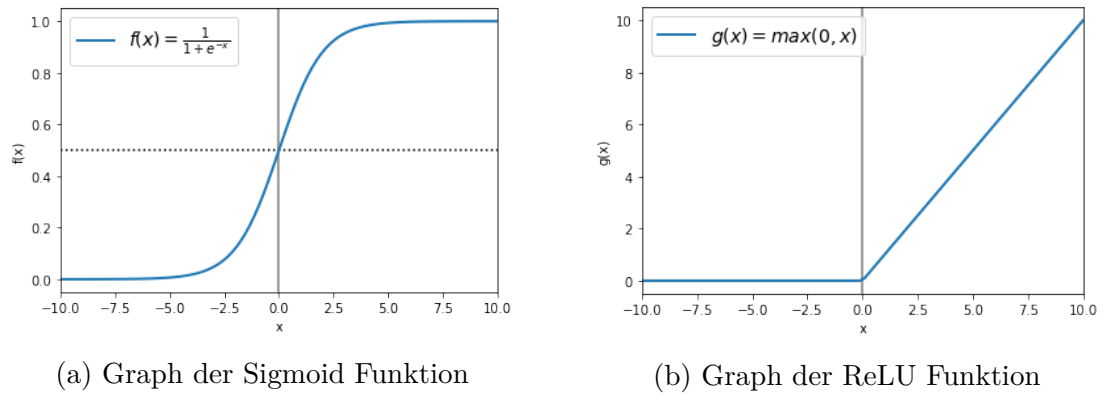 f(x) = \frac{1}{1+e^{-x}}
1.0
0.8
0.6
0.4
0.2
0.0
f(x)
−10.0 −7.5 −5.0 −2.5 0.0 2.5 5.0 7.5 10.0
x
(a) Graph der Sigmoid Funktion
g(x) = max(0, x)
10
8
6
4
2
0
g(x)
−10.0 −7.5 −5.0 −2.5 0.0 2.5 5.0 7.5 10.0
x
(b) Graph der ReLU Funktion